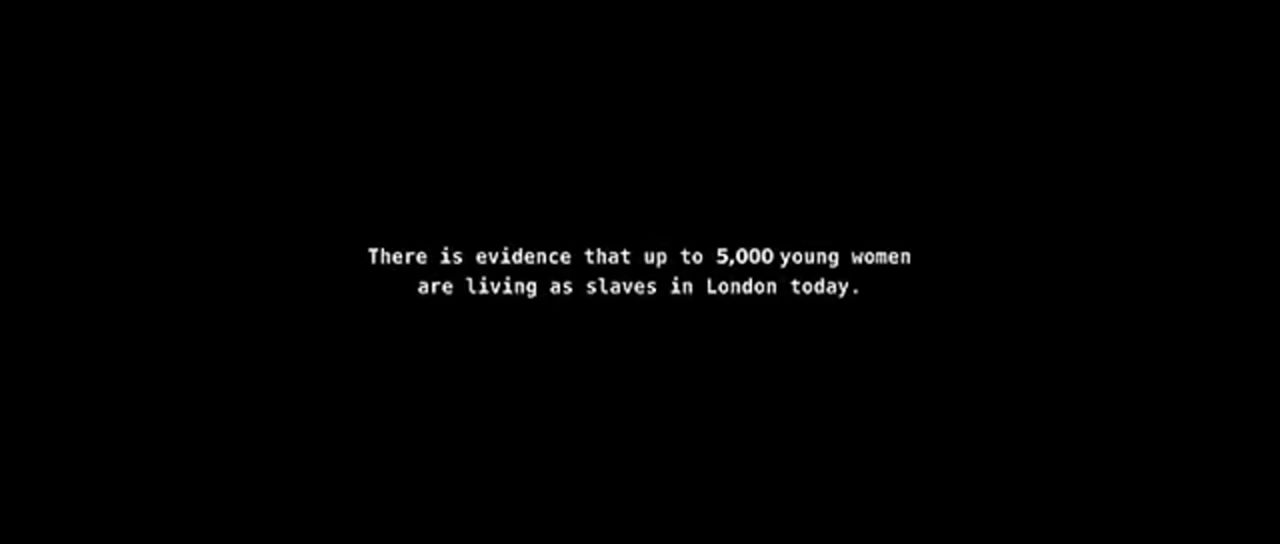 There is evidence that up to 5,000 young women
are living as slaves in London today.